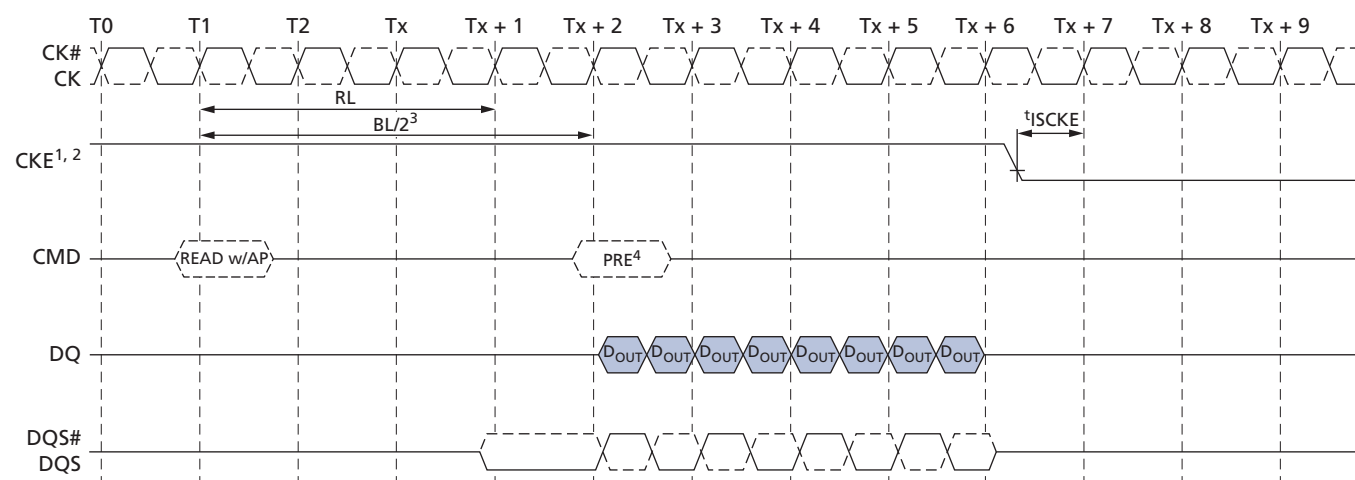 T0 T1 T2 Tx Tx + 1 Tx + 2 Tx + 3 Tx + 4 Tx + 5 Tx + 6 Tx + 7 Tx + 8 Tx + 9
CK#
CK
RL
BL/2³
tISCKE
CKE¹, ²
CMD READ w/AP PRE⁴
DQ DOUT DOUT DOUT DOUT DOUT DOUT DOUT DOUT
DQS#
DQS